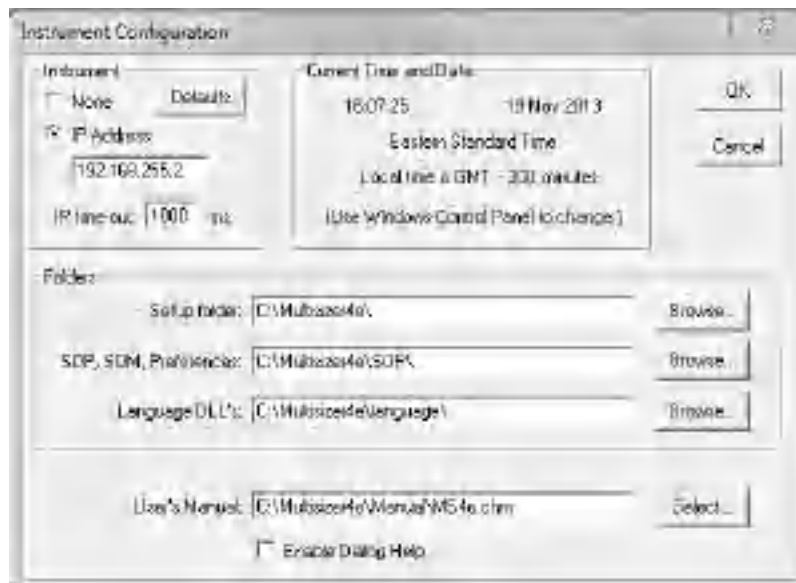 Instrument Configuration
Instrument
None
Defaults
IP Address
192.168.255.2
IP time-out: 1000 ms
Current Time and Date
16:07:25
Nov 2013
Eastern Standard Time
Local time is GMT - minutes
(Use Windows Control Panel to change.)
OK
Cancel
Folders
Setup folder: C:\Multisizer4e\
Browse...
SOP, SOM, Preferences: C:\Multisizer4e\SOP\
Browse...
Language DLL's: C:\Multisizer4e\language\
Browse...
User's Manual: C:\Multisizer4e\Manual\MS4e.chm
Select...
Enable Dialog Help